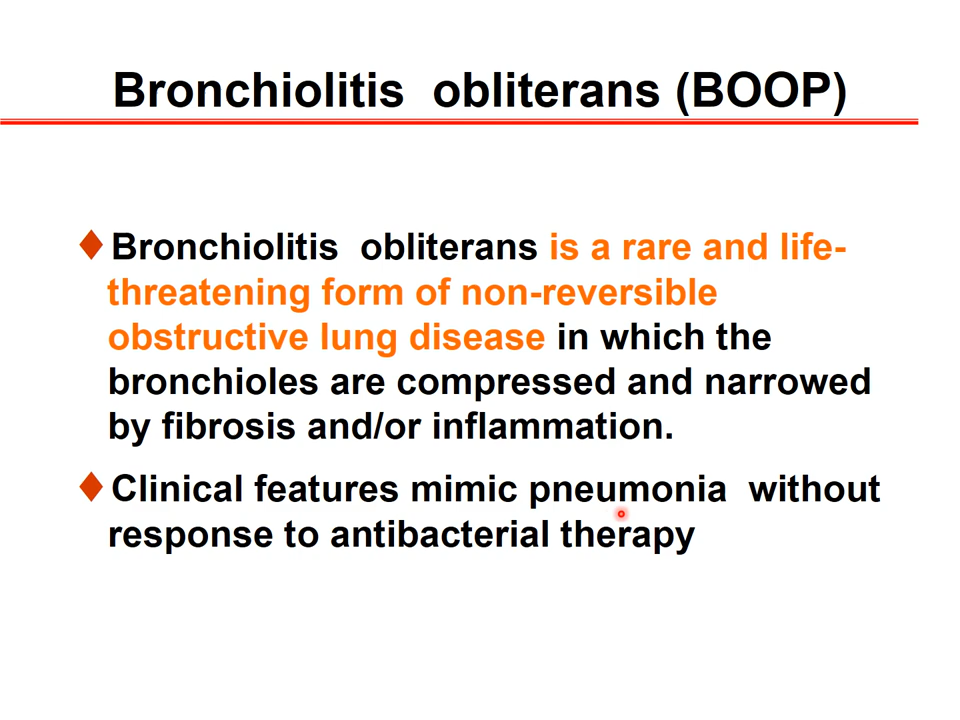 Bronchiolitis obliterans (BOOP)
Bronchiolitis obliterans is a rare and life-
threatening form of non-reversible
obstructive lung disease in which the
bronchioles are compressed and narrowed
by fibrosis and/or inflammation.
Clinical features mimic pneumonia without
response to antibacterial therapy